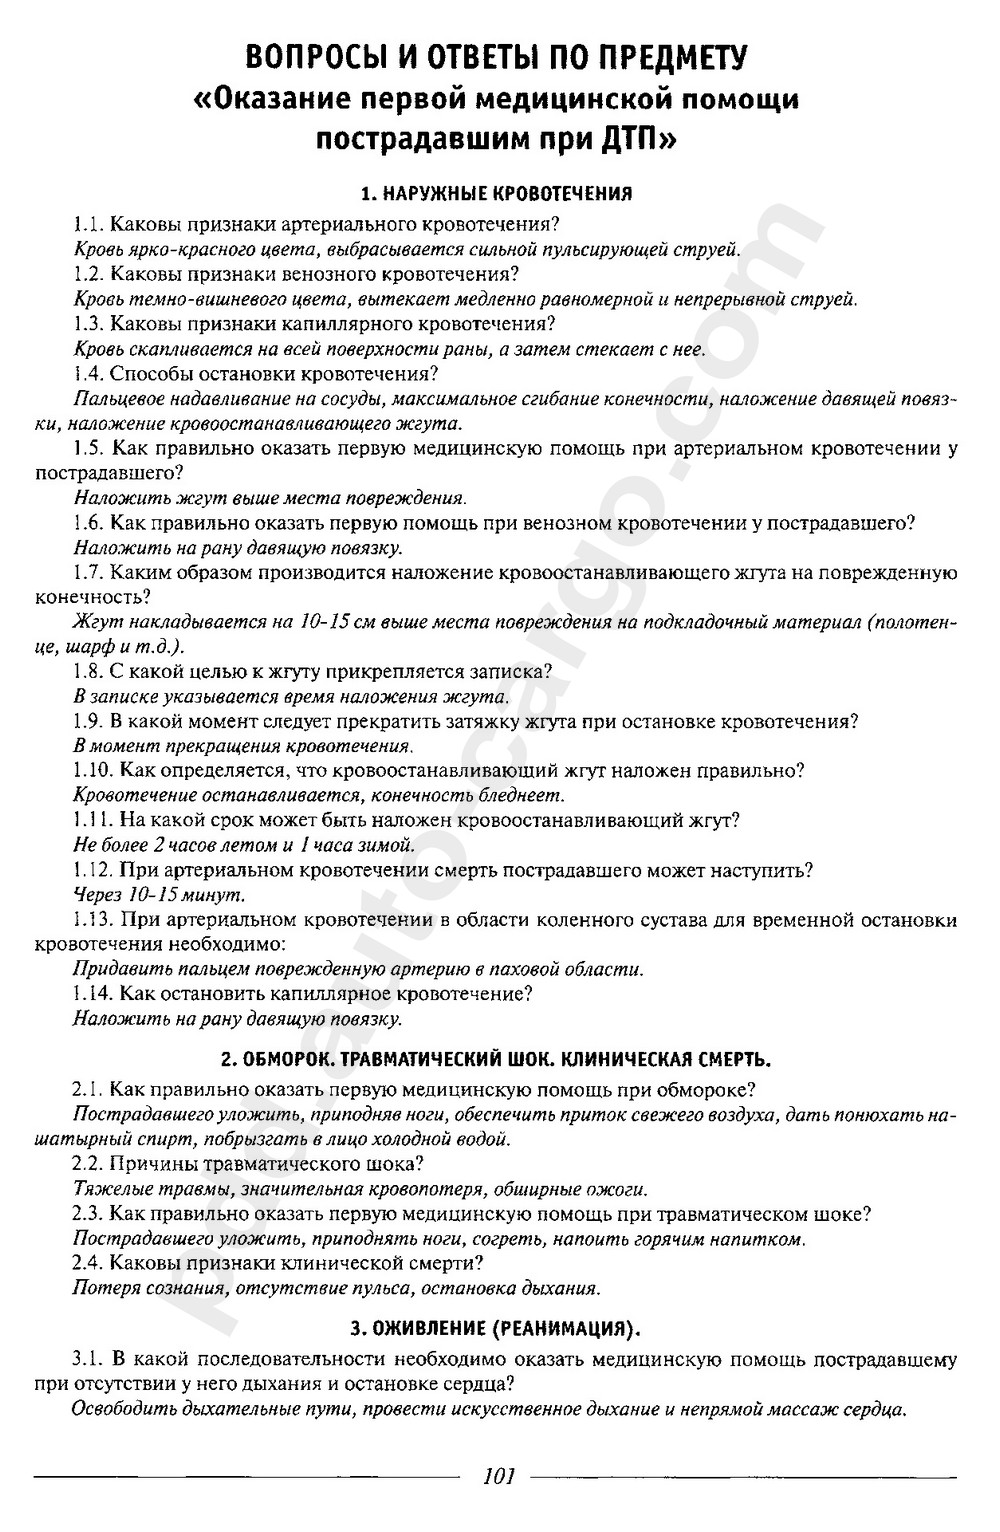 ВОПРОСЫ И ОТВЕТЫ ПО ПРЕДМЕТУ
«Оказание первой медицинской помощи
пострадавшим при ДТП»
1. НАРУЖНЫЕ КРОВОТЕЧЕНИЯ
1.1. Каковы признаки артериального кровотечения?
Кровь ярко-красного цвета, выбрасывается сильной пульсирующей струей.
1.2. Каковы признаки венозного кровотечения?
Кровь темно-вишневого цвета, вытекает медленно равномерной и непрерывной струей.
1.3. Каковы признаки капиллярного кровотечения?
Кровь скапливается на всей поверхности раны, а затем стекает с нее.
1.4. Способы остановки кровотечения?
Пальцевое надавливание на сосуды, максимальное сгибание конечности, наложение давящей повяз-
ки, наложение кровоостанавливающего жгута.
1.5. Как правильно оказать первую медицинскую помощь при артериальном кровотечении у
пострадавшего?
Наложить жгут выше места повреждения.
1.6. Как правильно оказать первую помощь при венозном кровотечении у пострадавшего?
Наложить на рану давящую повязку.
1.7. Каким образом производится наложение кровоостанавливающего жгута на поврежденную
конечность?
Жгут накладывается на 10-15 см выше места повреждения на подкладочный материал (полотен-
це, шарф и т.д.).
1.8. С какой целью к жгуту прикрепляется записка?
В записке указывается время наложения жгута.
1.9. В какой момент следует прекратить затяжку жгута при остановке кровотечения?
В момент прекращения кровотечения.
1.10. Как определяется, что кровоостанавливающий жгут наложен правильно?
Кровотечение останавливается, конечность бледнеет.
1.11. На какой срок может быть наложен кровоостанавливающий жгут?
Не более 2 часов летом и 1 часа зимой.
1.12. При артериальном кровотечении смерть пострадавшего может наступить?
Через 10-15 минут.
1.13. При артериальном кровотечении в области коленного сустава для временной остановки
кровотечения необходимо:
Придавить пальцем поврежденную артерию в паховой области.
1.14. Как остановить капиллярное кровотечение?
Наложить на рану давящую повязку.
2. ОБМОРОК. ТРАВМАТИЧЕСКИЙ ШОК. КЛИНИЧЕСКАЯ СМЕРТЬ.
2.1. Как правильно оказать первую медицинскую помощь при обмороке?
Пострадавшего уложить, приподняв ноги, обеспечить приток свежего воздуха, дать понюхать на-
шатырный спирт, побрызгать в лицо холодной водой.
2.2. Причины травматического шока?
Тяжелые травмы, значительная кровопотеря, обширные ожоги.
2.3. Как правильно оказать первую медицинскую помощь при травматическом шоке?
Пострадавшего уложить, приподнять ноги, согреть, напоить горячим напитком.
2.4. Каковы признаки клинической смерти?
Потеря сознания, отсутствие пульса, остановка дыхания.
3. ОЖИВЛЕНИЕ (РЕАНИМАЦИЯ).
3.1. В какой последовательности необходимо оказать медицинскую помощь пострадавшему
при отсутствии у него дыхания и остановке сердца?
Освободить дыхательные пути, провести искусственное дыхание и непрямой массаж сердца.
101
pdd.auto-cargo.com